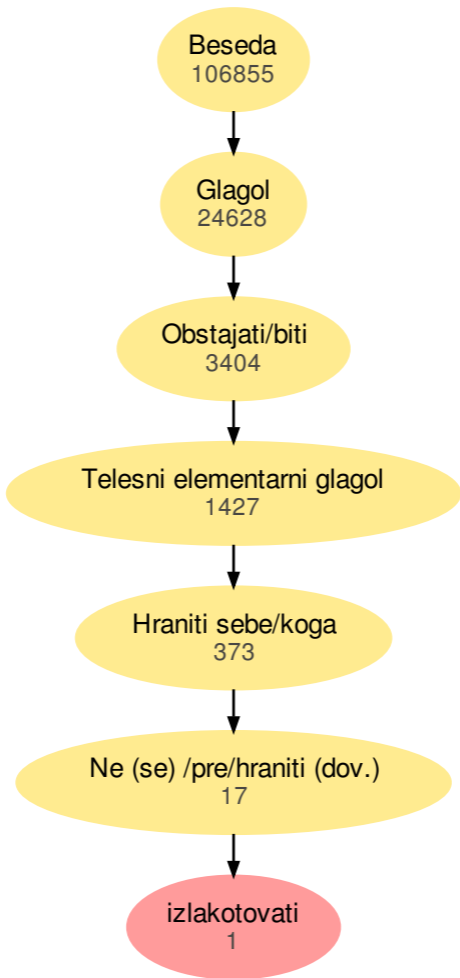 Beseda
106855
Glagol
24628
Obstajati/biti
3404
Telesni elementarni glagol
1427
Hraniti sebe/koga
373
Ne (se) /pre/hraniti (dov.)
17
izlakotovati
1